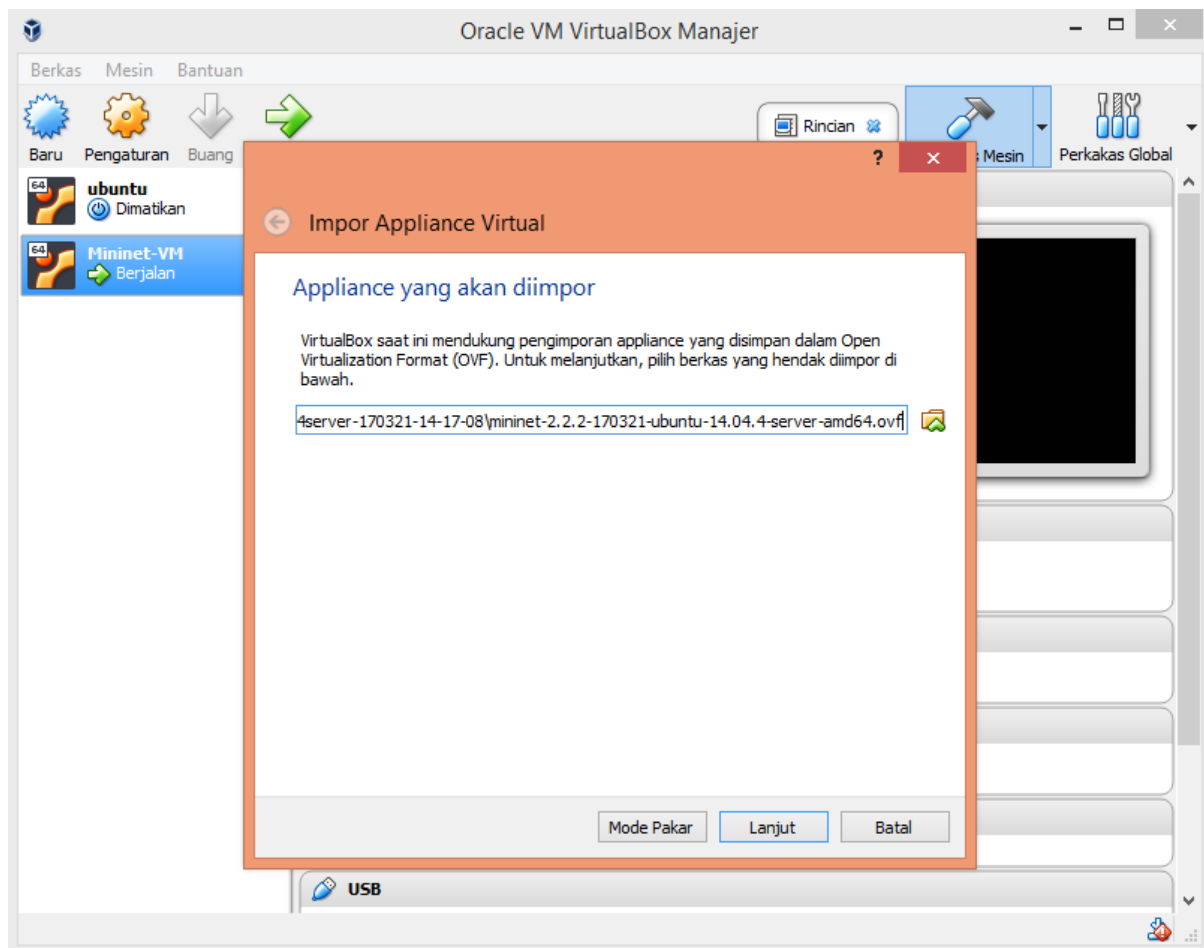 Oracle VM VirtualBox Manajer
Berkas Mesin Bantuan
Baru Pengaturan Buang
Rincian
Mesin
Perkakas Global
64
ubuntu
Dimatikan
64
Mininet-VM
Berjalan
?
Impor Appliance Virtual
Appliance yang akan diimpor
VirtualBox saat ini mendukung pengimporan appliance yang disimpan dalam Open
Virtualization Format (OVF). Untuk melanjutkan, pilih berkas yang hendak diimpor di
bawah.
4server-170321-14-17-08\mininet-2.2.2-170321-ubuntu-14.04.4-server-amd64.ovf
Mode Pakar Lanjut Batal
USB